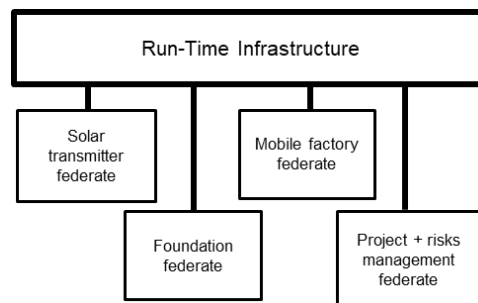 Run-Time Infrastructure
Solar
transmitter
federate
Mobile factory
federate
Foundation
federate
Project + risks
management
federate